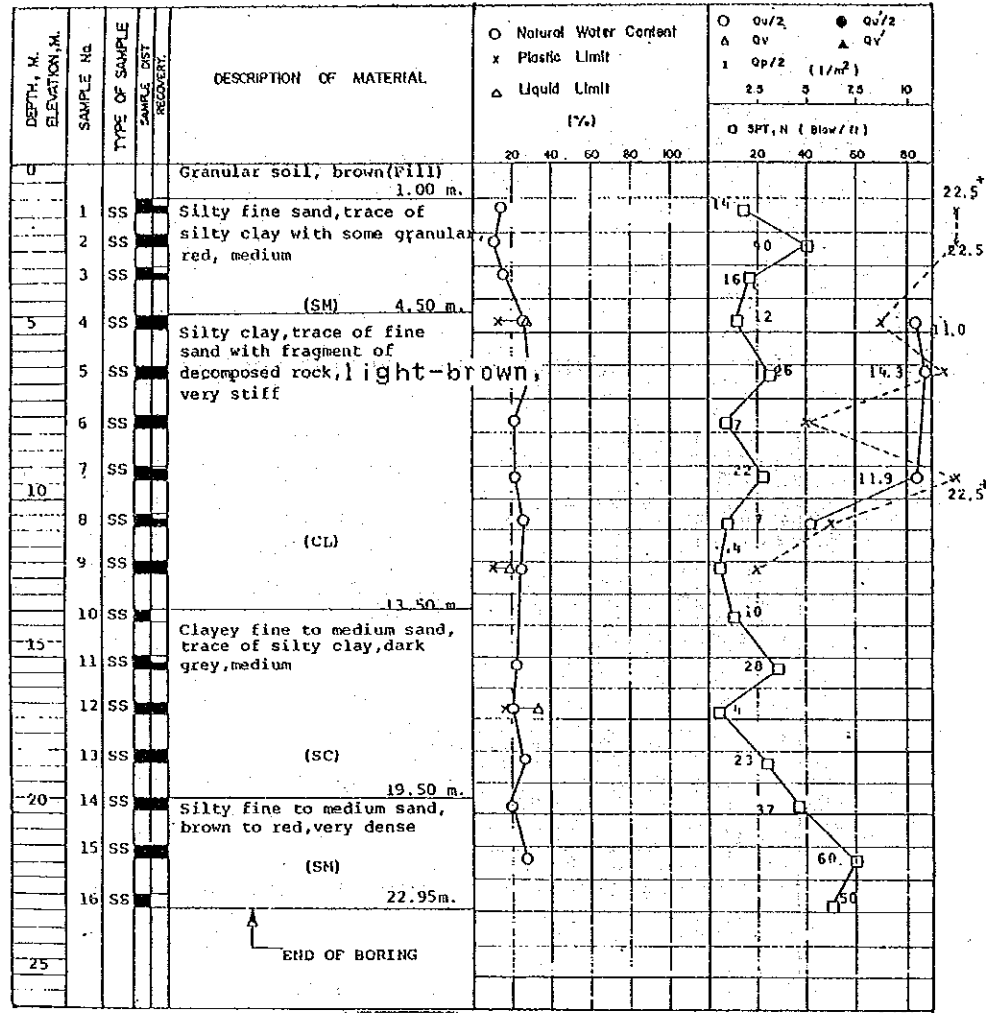 DEPTH, M.
ELEVATION, M.
SAMPLE No.
TYPE OF SAMPLE
SAMPLE DIST
RECOVERY.
DESCRIPTION OF MATERIAL
O Natural Water Content
x Plastic Limit
△ Liquid Limit
(%)
20 40 60 80 100
O Qu/2 ● Qu'/2
△ Qv ▲ Qv'
ɪ Qp/2 (t/m²)
2.5 5 7.5 10
□ SPT, N ( Blow / ft )
20 40 60 80
0
Granular soil, brown(Fill)
1.00 m.
22.5+
1 SS Silty fine sand, trace of
14
2 SS silty clay with some granular,
red, medium
40
22.5
3 SS
16
(SM) 4.50 m.
5
4 SS
12
11.0
Silty clay, trace of fine
sand with fragment of
5 SS decomposed rock, light-brown,
26
14.3
very stiff
6 SS
7
7 SS
22
11.9
22.5+
10
8 SS
7
(CL)
9 SS
4
13.50 m.
10 SS
10
Clayey fine to medium sand,
15
trace of silty clay, dark
11 SS grey, medium
28
12 SS
4
13 SS (SC)
23
19.50 m.
20
14 SS Silty fine to medium sand,
37
brown to red, very dense
15 SS
60
(SM)
16 SS 22.95m.
50
END OF BORING
25